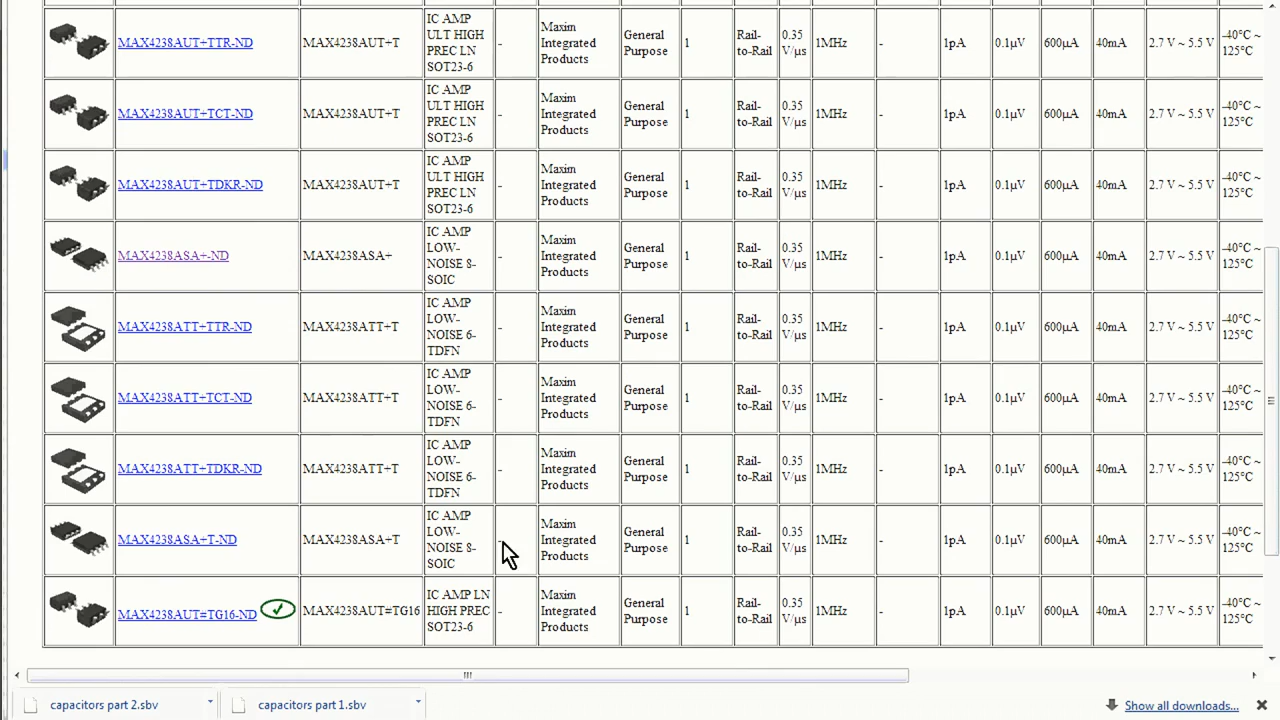 MAX4238AUT+TTR-ND MAX4238AUT+T IC AMP ULT HIGH PREC LN SOT23-6 - Maxim Integrated Products General Purpose 1 Rail-to-Rail 0.35 V/µs 1MHz - 1pA 0.1µV 600µA 40mA 2.7 V ~ 5.5 V -40°C ~ 125°C
MAX4238AUT+TCT-ND MAX4238AUT+T IC AMP ULT HIGH PREC LN SOT23-6 - Maxim Integrated Products General Purpose 1 Rail-to-Rail 0.35 V/µs 1MHz - 1pA 0.1µV 600µA 40mA 2.7 V ~ 5.5 V -40°C ~ 125°C
MAX4238AUT+TDKR-ND MAX4238AUT+T IC AMP ULT HIGH PREC LN SOT23-6 - Maxim Integrated Products General Purpose 1 Rail-to-Rail 0.35 V/µs 1MHz - 1pA 0.1µV 600µA 40mA 2.7 V ~ 5.5 V -40°C ~ 125°C
MAX4238ASA+-ND MAX4238ASA+ IC AMP LOW-NOISE 8-SOIC - Maxim Integrated Products General Purpose 1 Rail-to-Rail 0.35 V/µs 1MHz - 1pA 0.1µV 600µA 40mA 2.7 V ~ 5.5 V -40°C ~ 125°C
MAX4238ATT+TTR-ND MAX4238ATT+T IC AMP LOW-NOISE 6-TDFN - Maxim Integrated Products General Purpose 1 Rail-to-Rail 0.35 V/µs 1MHz - 1pA 0.1µV 600µA 40mA 2.7 V ~ 5.5 V -40°C ~ 125°C
MAX4238ATT+TCT-ND MAX4238ATT+T IC AMP LOW-NOISE 6-TDFN - Maxim Integrated Products General Purpose 1 Rail-to-Rail 0.35 V/µs 1MHz - 1pA 0.1µV 600µA 40mA 2.7 V ~ 5.5 V -40°C ~ 125°C
MAX4238ATT+TDKR-ND MAX4238ATT+T IC AMP LOW-NOISE 6-TDFN - Maxim Integrated Products General Purpose 1 Rail-to-Rail 0.35 V/µs 1MHz - 1pA 0.1µV 600µA 40mA 2.7 V ~ 5.5 V -40°C ~ 125°C
MAX4238ASA+T-ND MAX4238ASA+T IC AMP LOW-NOISE 8-SOIC - Maxim Integrated Products General Purpose 1 Rail-to-Rail 0.35 V/µs 1MHz - 1pA 0.1µV 600µA 40mA 2.7 V ~ 5.5 V -40°C ~ 125°C
MAX4238AUT#TG16-ND MAX4238AUT#TG16 IC AMP LN HIGH PREC SOT23-6 - Maxim Integrated Products General Purpose 1 Rail-to-Rail 0.35 V/µs 1MHz - 1pA 0.1µV 600µA 40mA 2.7 V ~ 5.5 V -40°C ~ 125°C
capacitors part 2.sbv capacitors part 1.sbv Show all downloads...